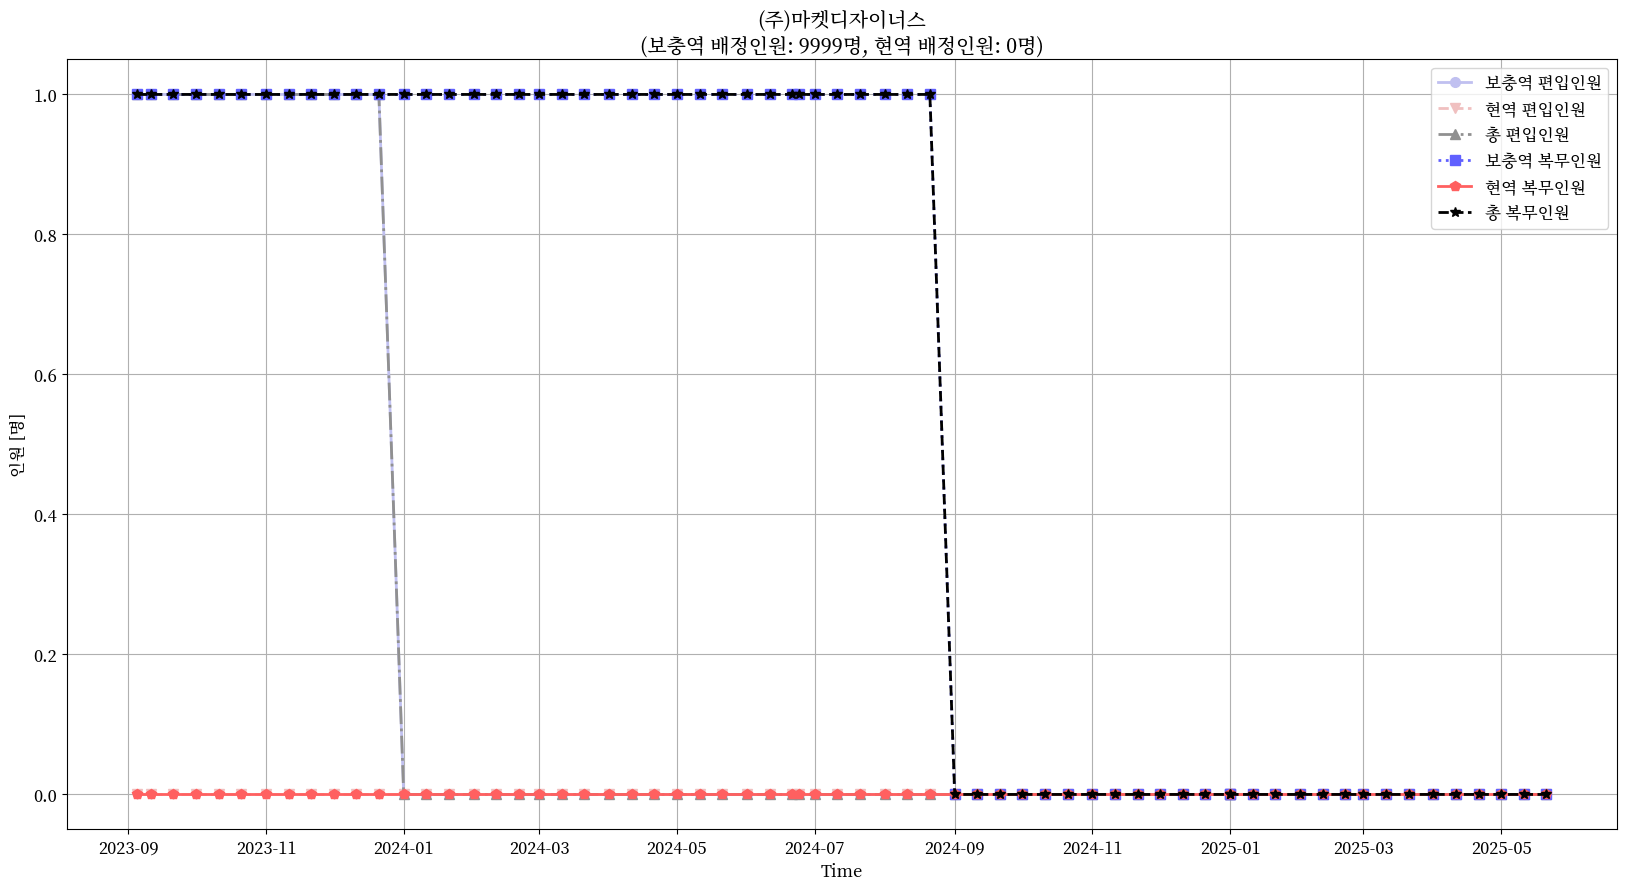 (주)마켓디자이너스
(보충역 배정인원: 9999명, 현역 배정인원: 0명)
보충역 편입인원
현역 편입인원
총 편입인원
보충역 복무인원
현역 복무인원
총 복무인원
인원 [명]
1.0
0.8
0.6
0.4
0.2
0.0
2023-09 2023-11 2024-01 2024-03 2024-05 2024-07 2024-09 2024-11 2025-01 2025-03 2025-05
Time